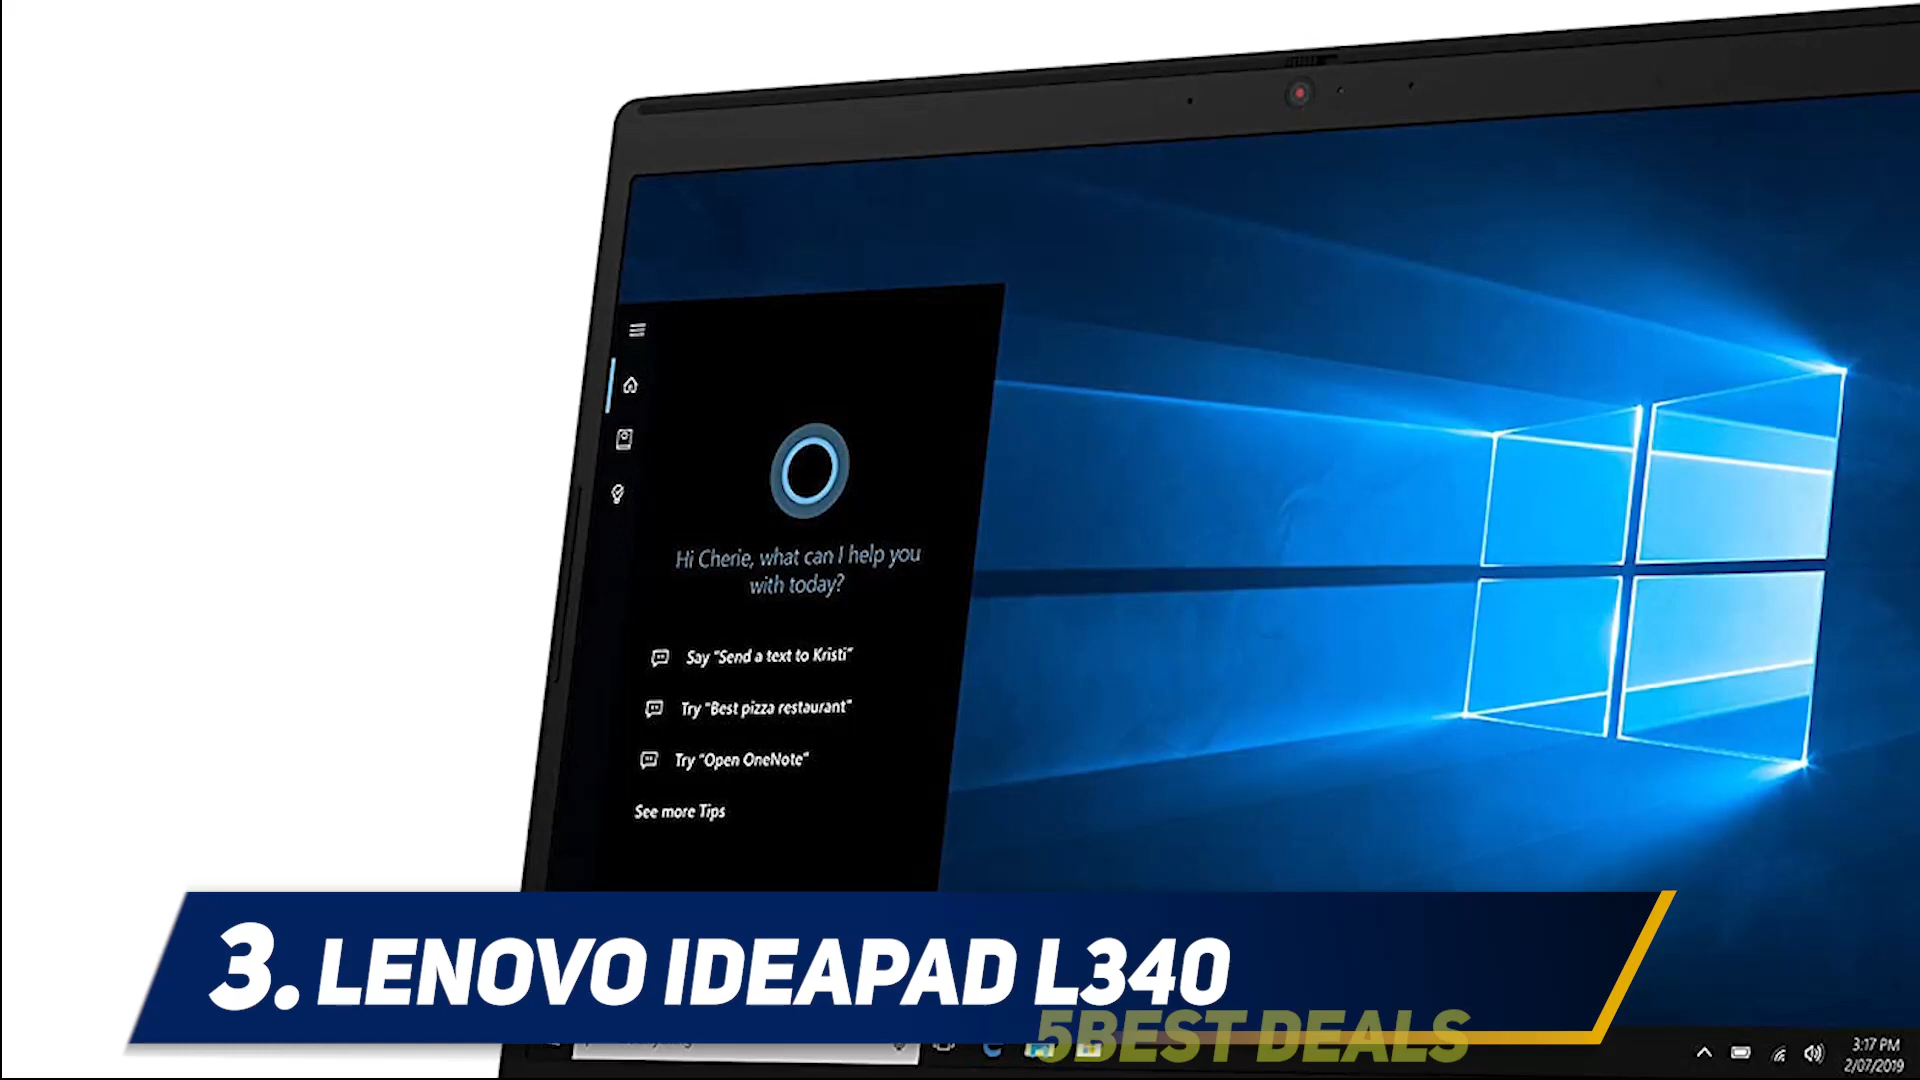 Hi Cherie, what can I help you
with today?
Say "Send a text to Kristi"
Try "Best pizza restaurant"
Try "Open OneNote"
See more Tips
3. LENOVO IDEAPAD L340
5BEST DEALS
3:17 PM
2/07/2019